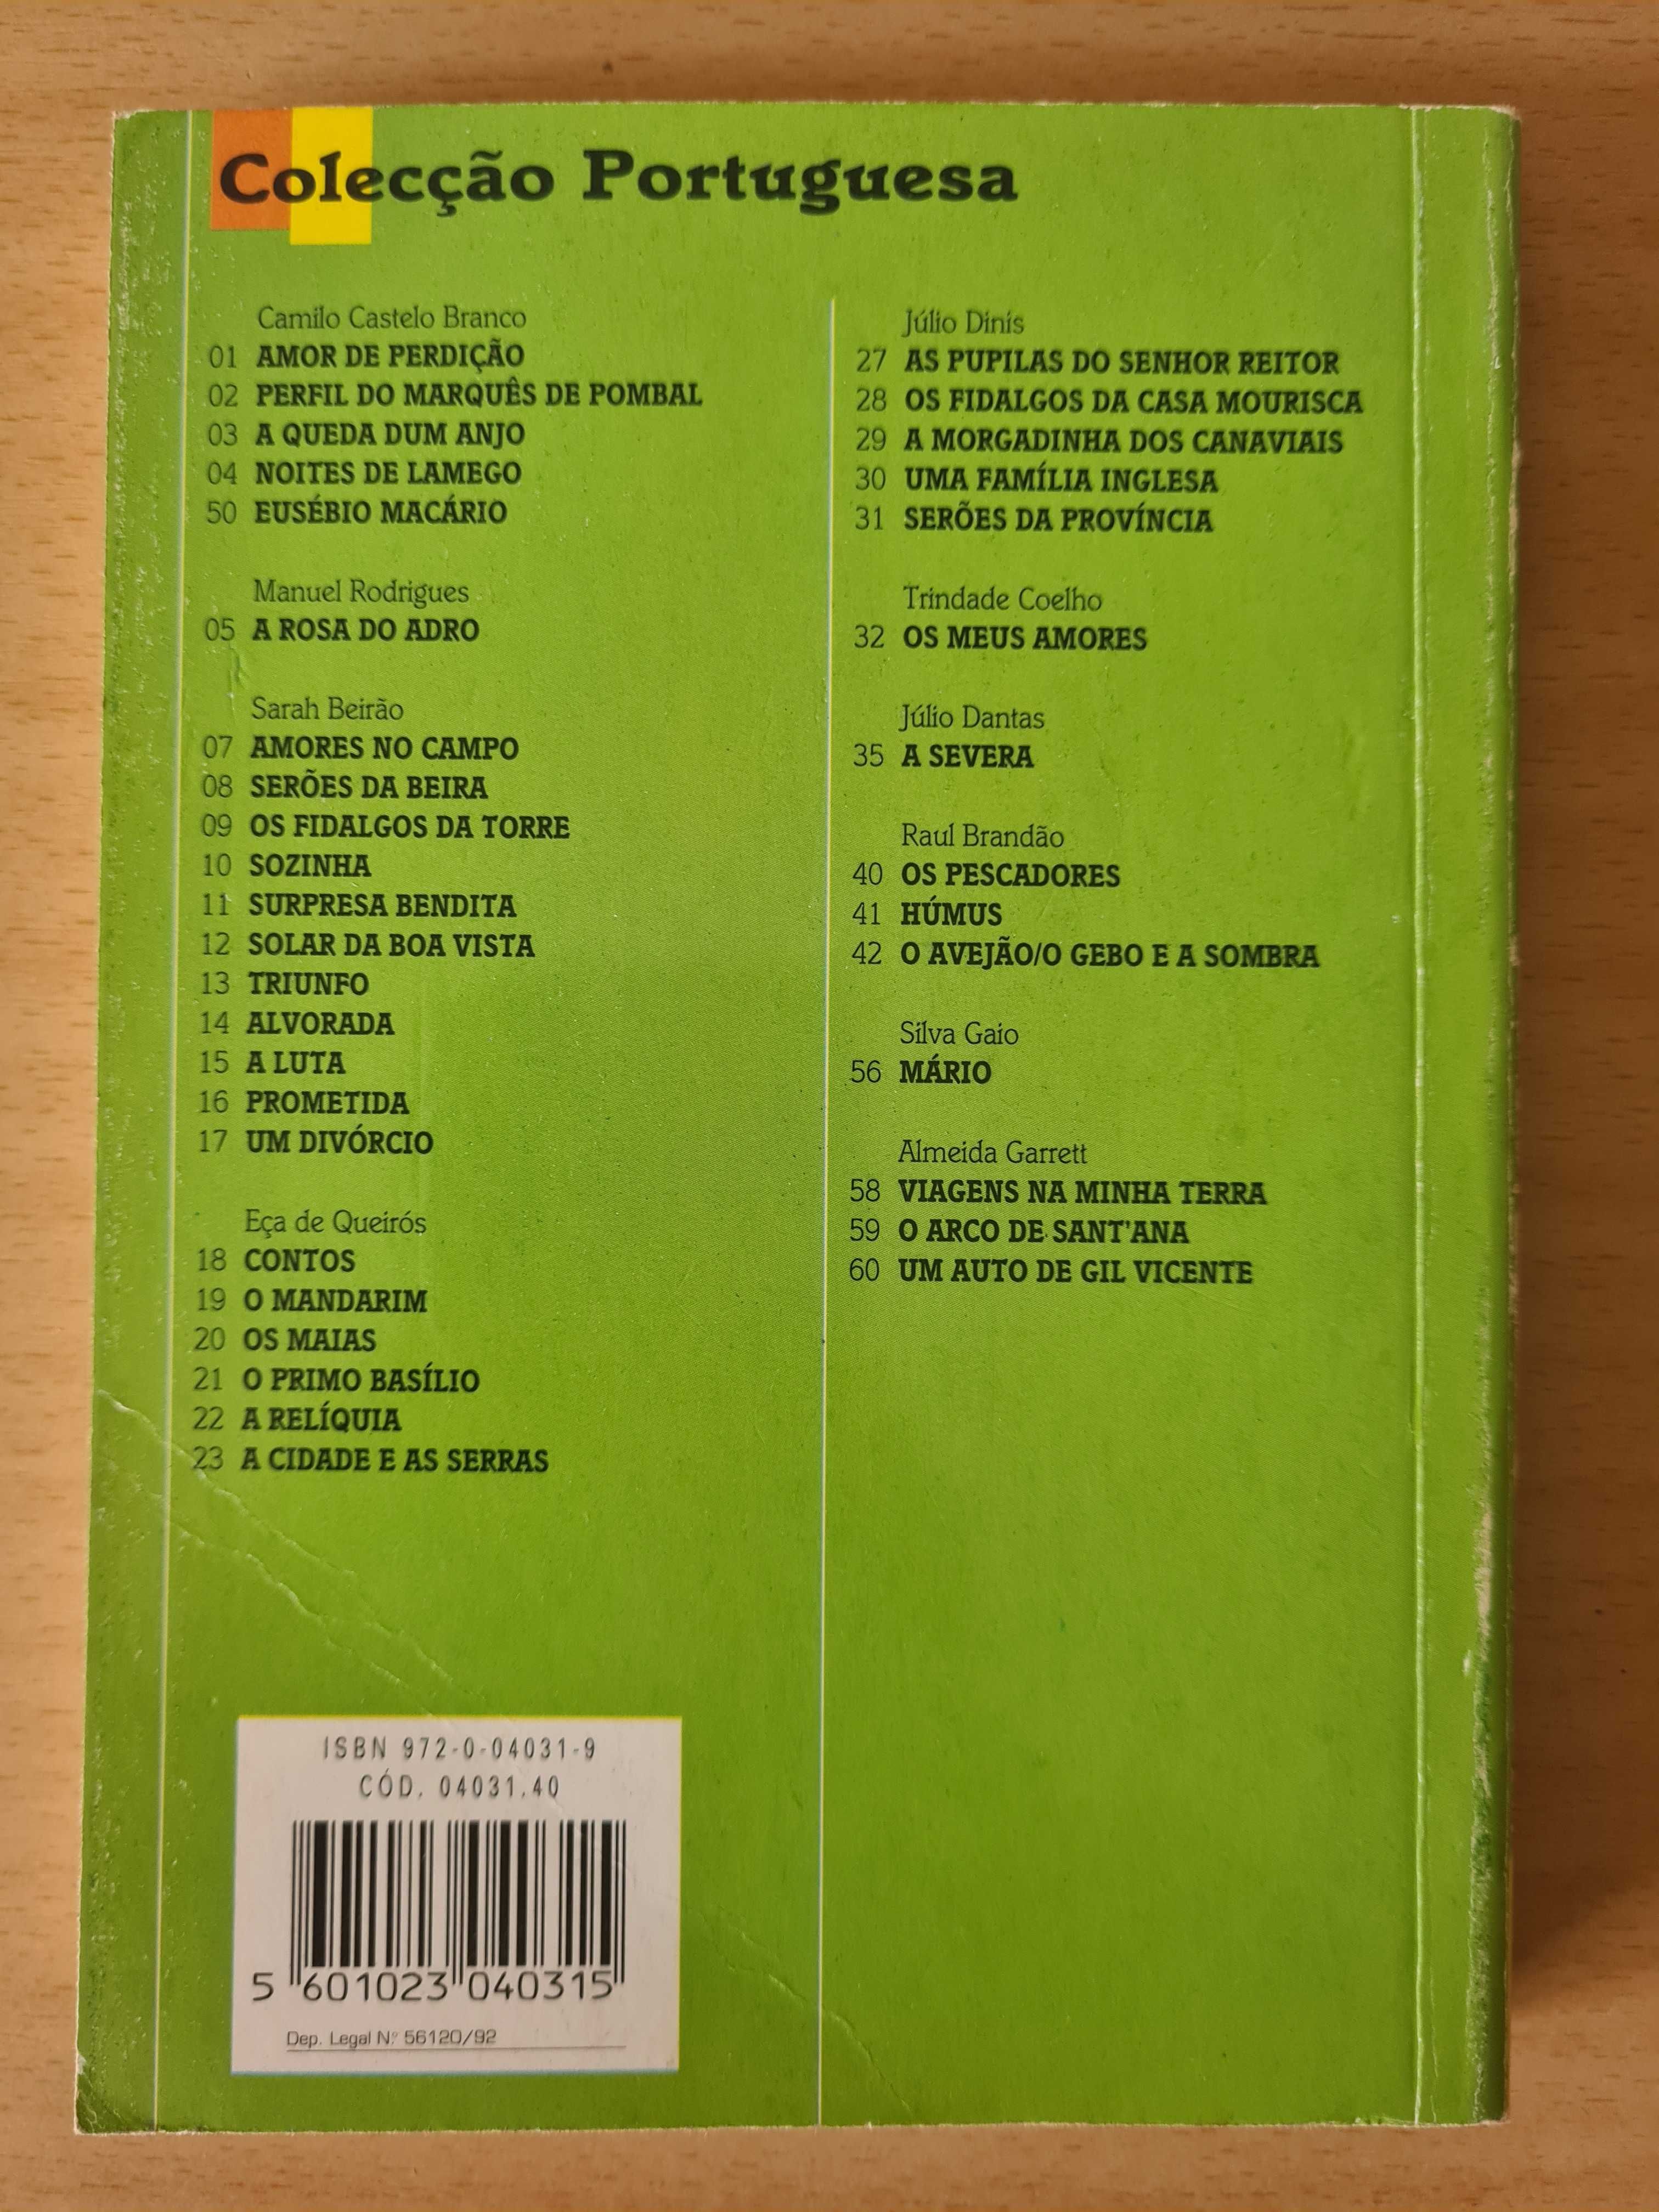 Colecção Portuguesa
Camilo Castelo Branco
01 AMOR DE PERDIÇÃO
02 PERFIL DO MARQUÊS DE POMBAL
03 A QUEDA DUM ANJO
04 NOITES DE LAMEGO
50 EUSÉBIO MACÁRIO
Manuel Rodrigues
05 A ROSA DO ADRO
Sarah Beirão
07 AMORES NO CAMPO
08 SERÕES DA BEIRA
09 OS FIDALGOS DA TORRE
10 SOZINHA
11 SURPRESA BENDITA
12 SOLAR DA BOA VISTA
13 TRIUNFO
14 ALVORADA
15 A LUTA
16 PROMETIDA
17 UM DIVÓRCIO
Eça de Queirós
18 CONTOS
19 O MANDARIM
20 OS MAIAS
21 O PRIMO BASÍLIO
22 A RELÍQUIA
23 A CIDADE E AS SERRAS
Júlio Dinis
27 AS PUPILAS DO SENHOR REITOR
28 OS FIDALGOS DA CASA MOURISCA
29 A MORGADINHA DOS CANAVIAIS
30 UMA FAMÍLIA INGLESA
31 SERÕES DA PROVÍNCIA
Trindade Coelho
32 OS MEUS AMORES
Júlio Dantas
35 A SEVERA
Raul Brandão
40 OS PESCADORES
41 HÚMUS
42 O AVEJÃO/O GEBO E A SOMBRA
Silva Gaio
56 MÁRIO
Almeida Garrett
58 VIAGENS NA MINHA TERRA
59 O ARCO DE SANT'ANA
60 UM AUTO DE GIL VICENTE
ISBN 972-0-04031-9
CÓD. 04031.40
5 601023 040315
Dep. Legal N.º 56120/92